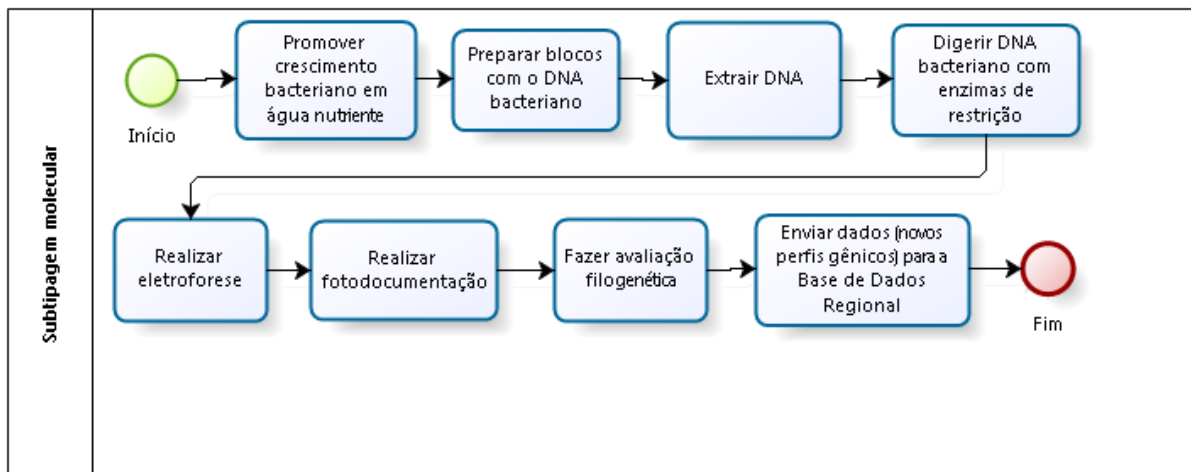 Subtipagem molecular
Início
Promover
crescimento
bacteriano em
água nutriente
Preparar blocos
com o DNA
bacteriano
Extrair DNA
Digerir DNA
bacteriano com
enzimas de
restrição
Realizar
eletroforese
Realizar
fotodocumentação
Fazer avaliação
filogenética
Enviar dados (novos
perfis gênicos) para a
Base de Dados
Regional
Fim